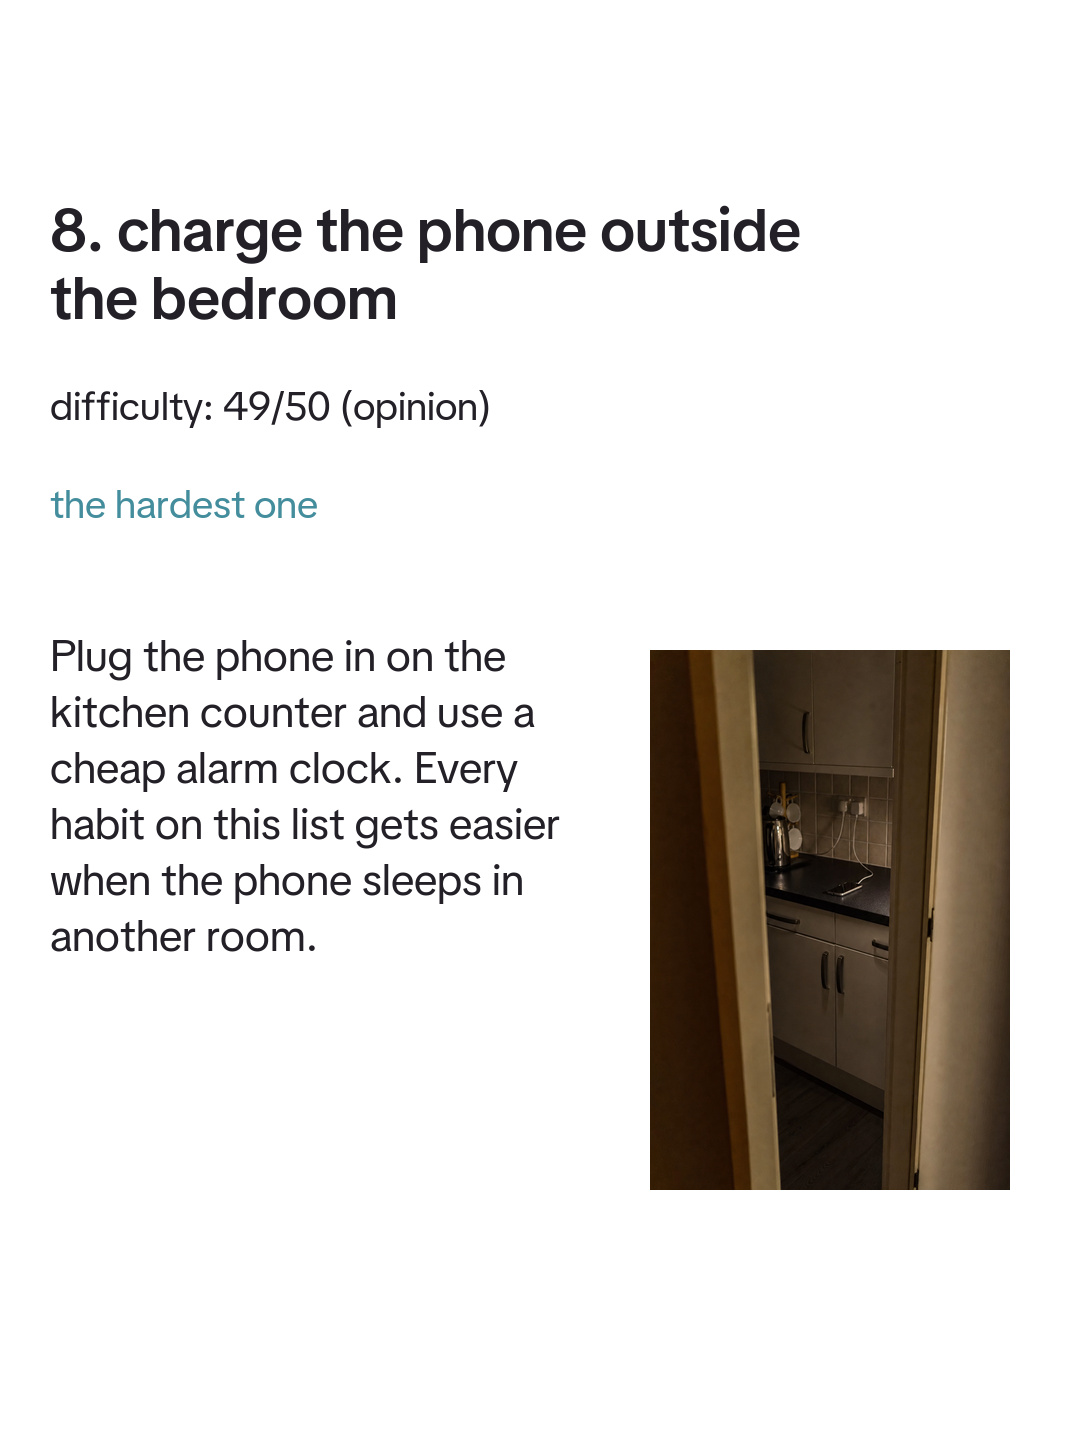 8. charge the phone outside
the bedroom
difficulty: 49/50 (opinion)
the hardest one
Plug the phone in on the
kitchen counter and use a
cheap alarm clock. Every
habit on this list gets easier
when the phone sleeps in
another room.